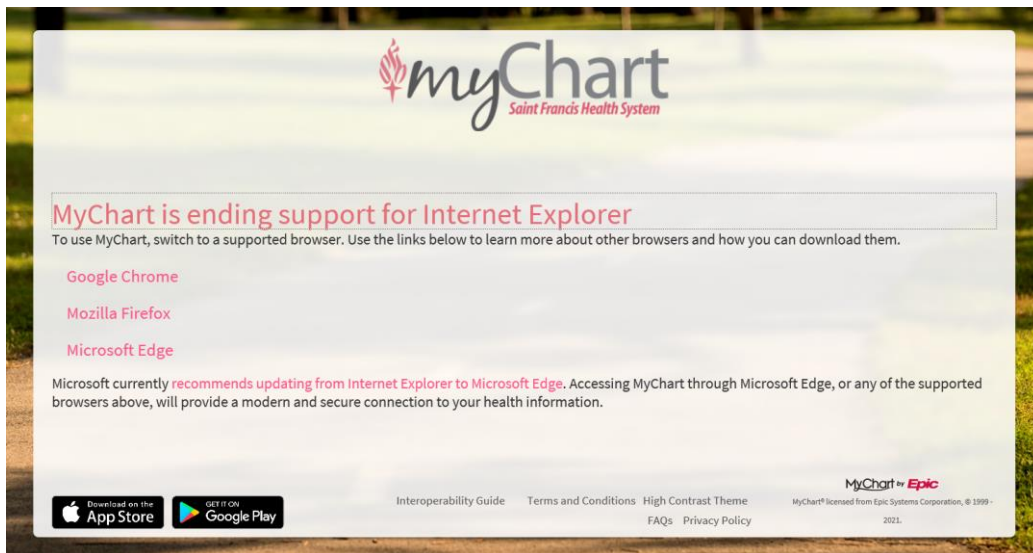 myChart
Saint Francis Health System
MyChart is ending support for Internet Explorer
To use MyChart, switch to a supported browser. Use the links below to learn more about other browsers and how you can download them.
Google Chrome
Mozilla Firefox
Microsoft Edge
Microsoft currently recommends updating from Internet Explorer to Microsoft Edge. Accessing MyChart through Microsoft Edge, or any of the supported
browsers above, will provide a modern and secure connection to your health information.
Download on the
App Store
GET IT ON
Google Play
Interoperability Guide Terms and Conditions High Contrast Theme
FAQs Privacy Policy
MyChart by Epic
MyChart® licensed from Epic Systems Corporation, © 1999 -
2021.